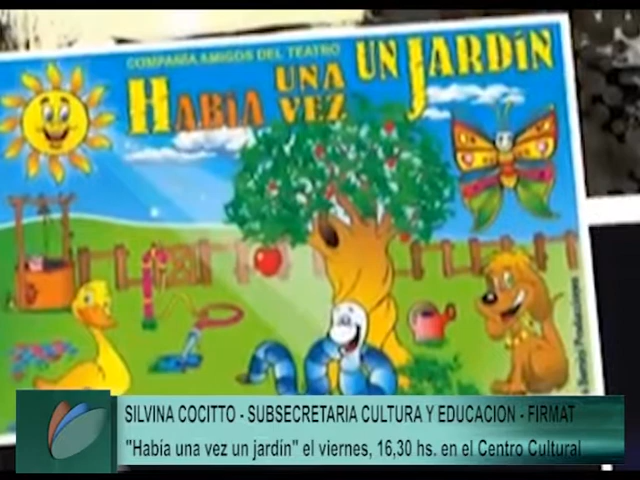 COMPAÑÍA AMIGOS DEL TEATRO
HABÍA UNA VEZ UN JARDÍN
SILVINA COCITTO - SUBSECRETARIA CULTURA Y EDUCACION - FIRMAT
"Había una vez un jardín" el viernes, 16,30 hs. en el Centro Cultural